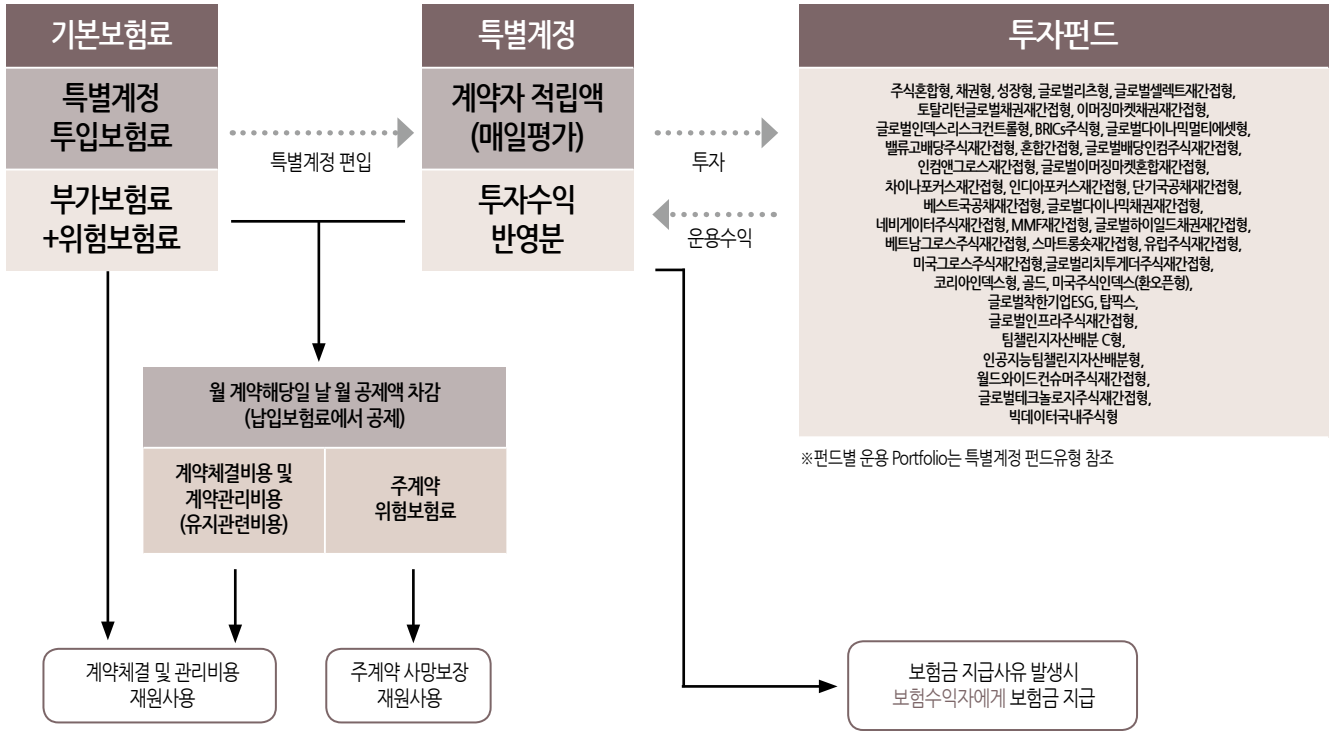 기본보험료
특별계정
투입보험료
부가보험료
+위험보험료
특별계정 편입
특별계정
계약자 적립액
(매일평가)
투자수익
반영분
투자
운용수익
투자펀드
주식혼합형, 채권형, 성장형, 글로벌리츠형, 글로벌셀렉트재간접형,
토탈리턴글로벌채권재간접형, 이머징마켓채권재간접형,
글로벌인덱스리스크컨트롤형, BRICs주식형, 글로벌다이나믹멀티에셋형,
밸류고배당주식재간접형, 혼합간접형, 글로벌배당인컴주식재간접형,
인컴앤그로스재간접형, 글로벌이머징마켓혼합재간접형,
차이나포커스재간접형, 인디아포커스재간접형, 단기국공채재간접형,
베스트국공채재간접형, 글로벌다이나믹채권재간접형,
네비게이터주식재간접형, MMF재간접형, 글로벌하이일드채권재간접형,
베트남그로스주식재간접형, 스마트롱숏재간접형, 유럽주식재간접형,
미국그로스주식재간접형,글로벌리치투게더주식재간접형,
코리아인덱스형, 골드, 미국주식인덱스(환오픈형),
글로벌착한기업ESG, 탑픽스,
글로벌인프라주식재간접형,
팀챌린지자산배분 C형,
인공지능팀챌린지자산배분형,
월드와이드컨슈머주식재간접형,
글로벌테크놀로지주식재간접형,
빅데이터국내주식형
※펀드별 운용 Portfolio는 특별계정 펀드유형 참조
월 계약해당일 날 월 공제액 차감
(납입보험료에서 공제)
계약체결비용 및
계약관리비용
(유지관련비용)
주계약
위험보험료
계약체결 및 관리비용
재원사용
주계약 사망보장
재원사용
보험금 지급사유 발생시
보험수익자에게 보험금 지급